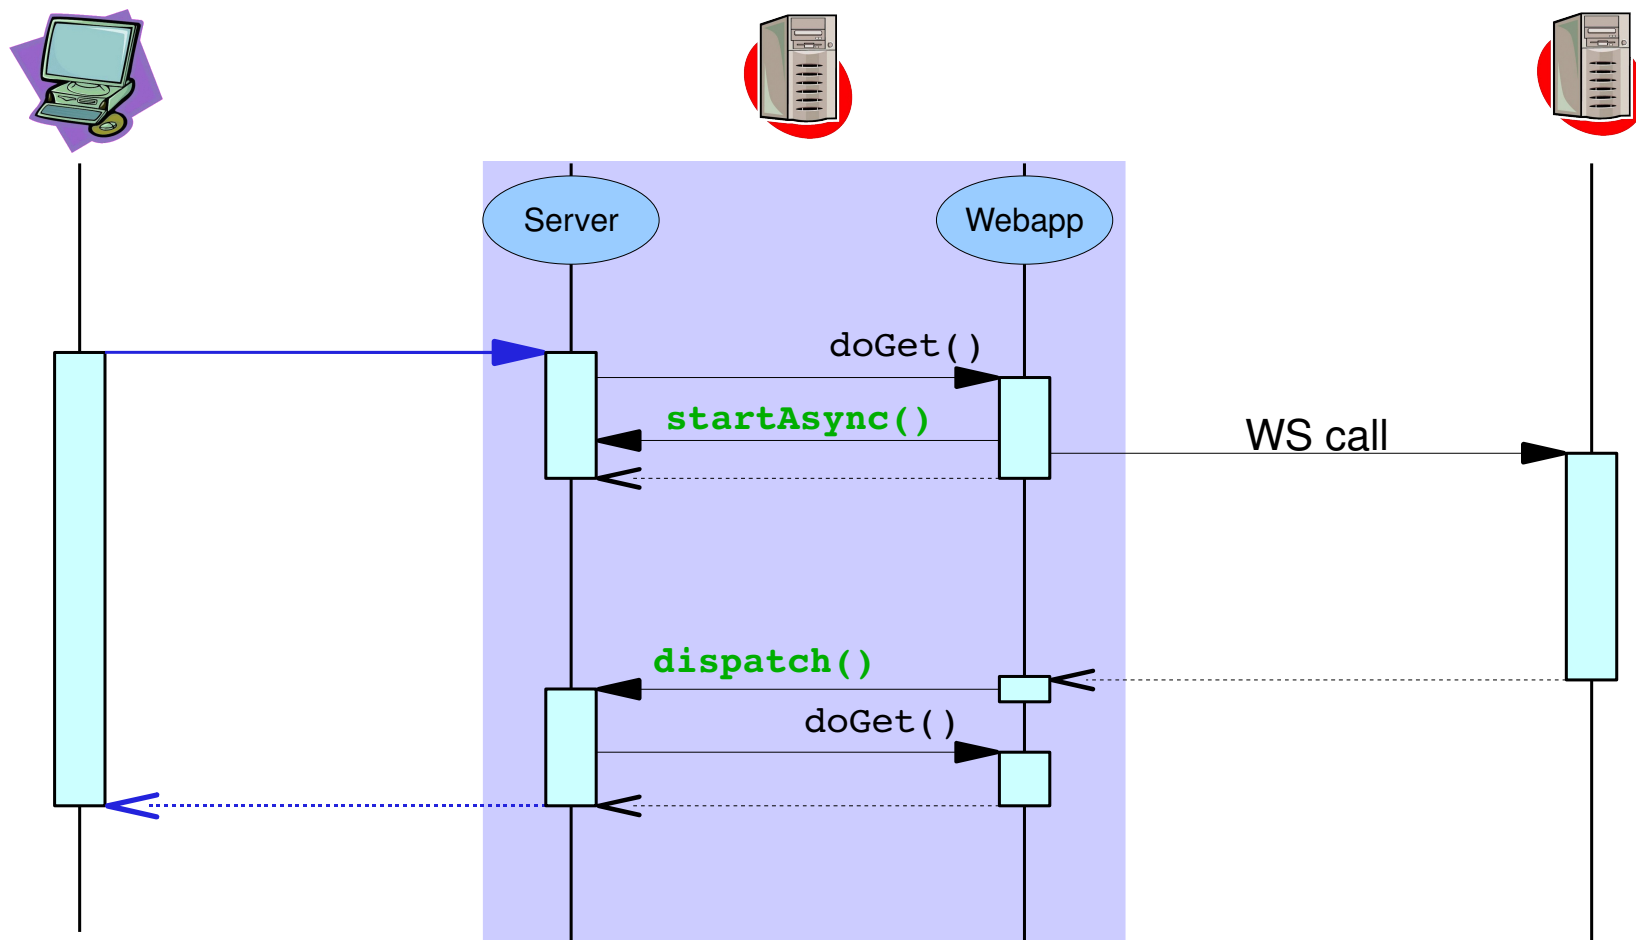 Server
Webapp
doGet()
startAsync()
WS call
dispatch()
doGet()